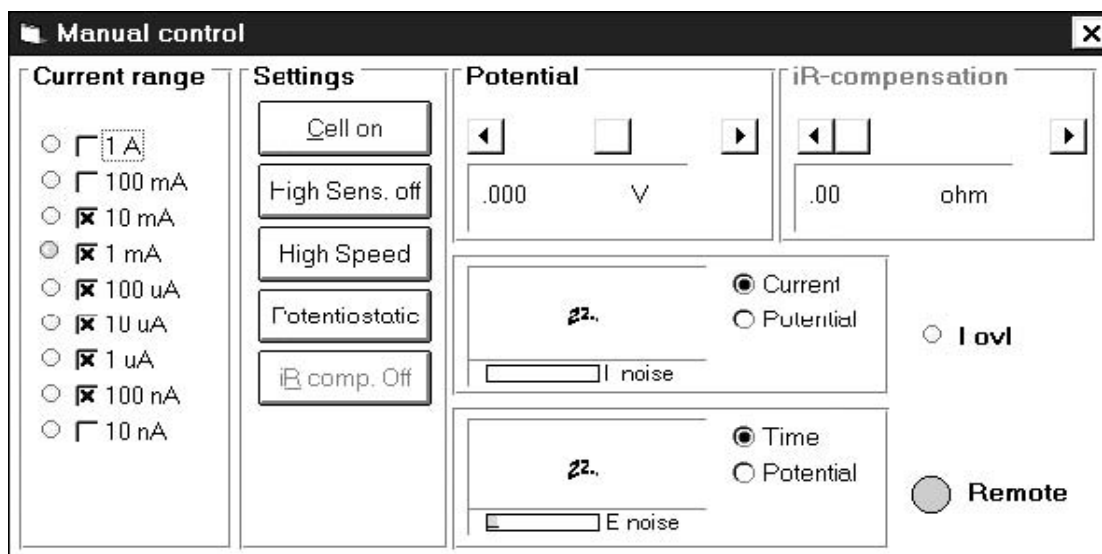 Manual control
Current range
1 A
100 mA
10 mA
1 mA
100 uA
10 uA
1 uA
100 nA
10 nA
Settings
Cell on
High Sens. off
High Speed
Potentiostatic
iR comp. Off
Potential
.000 V
iR-compensation
.00 ohm
Current
Potential
I noise
I ovl
Time
Potential
E noise
Remote